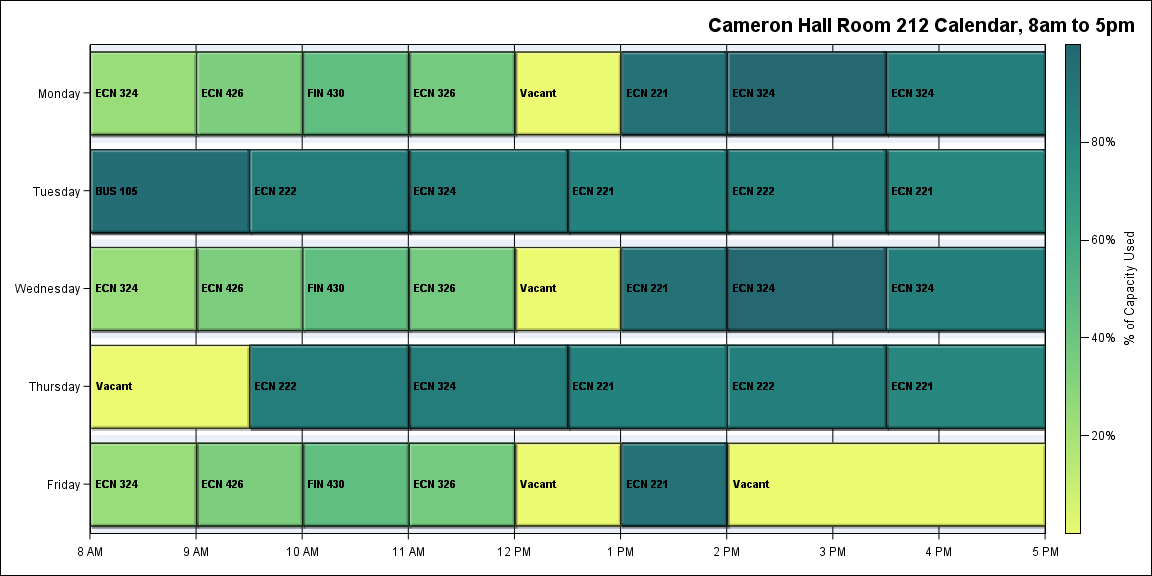 Cameron Hall Room 212 Calendar, 8am to 5pm
Monday
ECN 324
ECN 426
FIN 430
ECN 326
Vacant
ECN 221
ECN 324
ECN 324
Tuesday
BUS 105
ECN 222
ECN 324
ECN 221
ECN 222
ECN 221
Wednesday
ECN 324
ECN 426
FIN 430
ECN 326
Vacant
ECN 221
ECN 324
ECN 324
Thursday
Vacant
ECN 222
ECN 324
ECN 221
ECN 222
ECN 221
Friday
ECN 324
ECN 426
FIN 430
ECN 326
Vacant
ECN 221
Vacant
8 AM
9 AM
10 AM
11 AM
12 PM
1 PM
2 PM
3 PM
4 PM
5 PM
80%
60%
40%
20%
% of Capacity Used